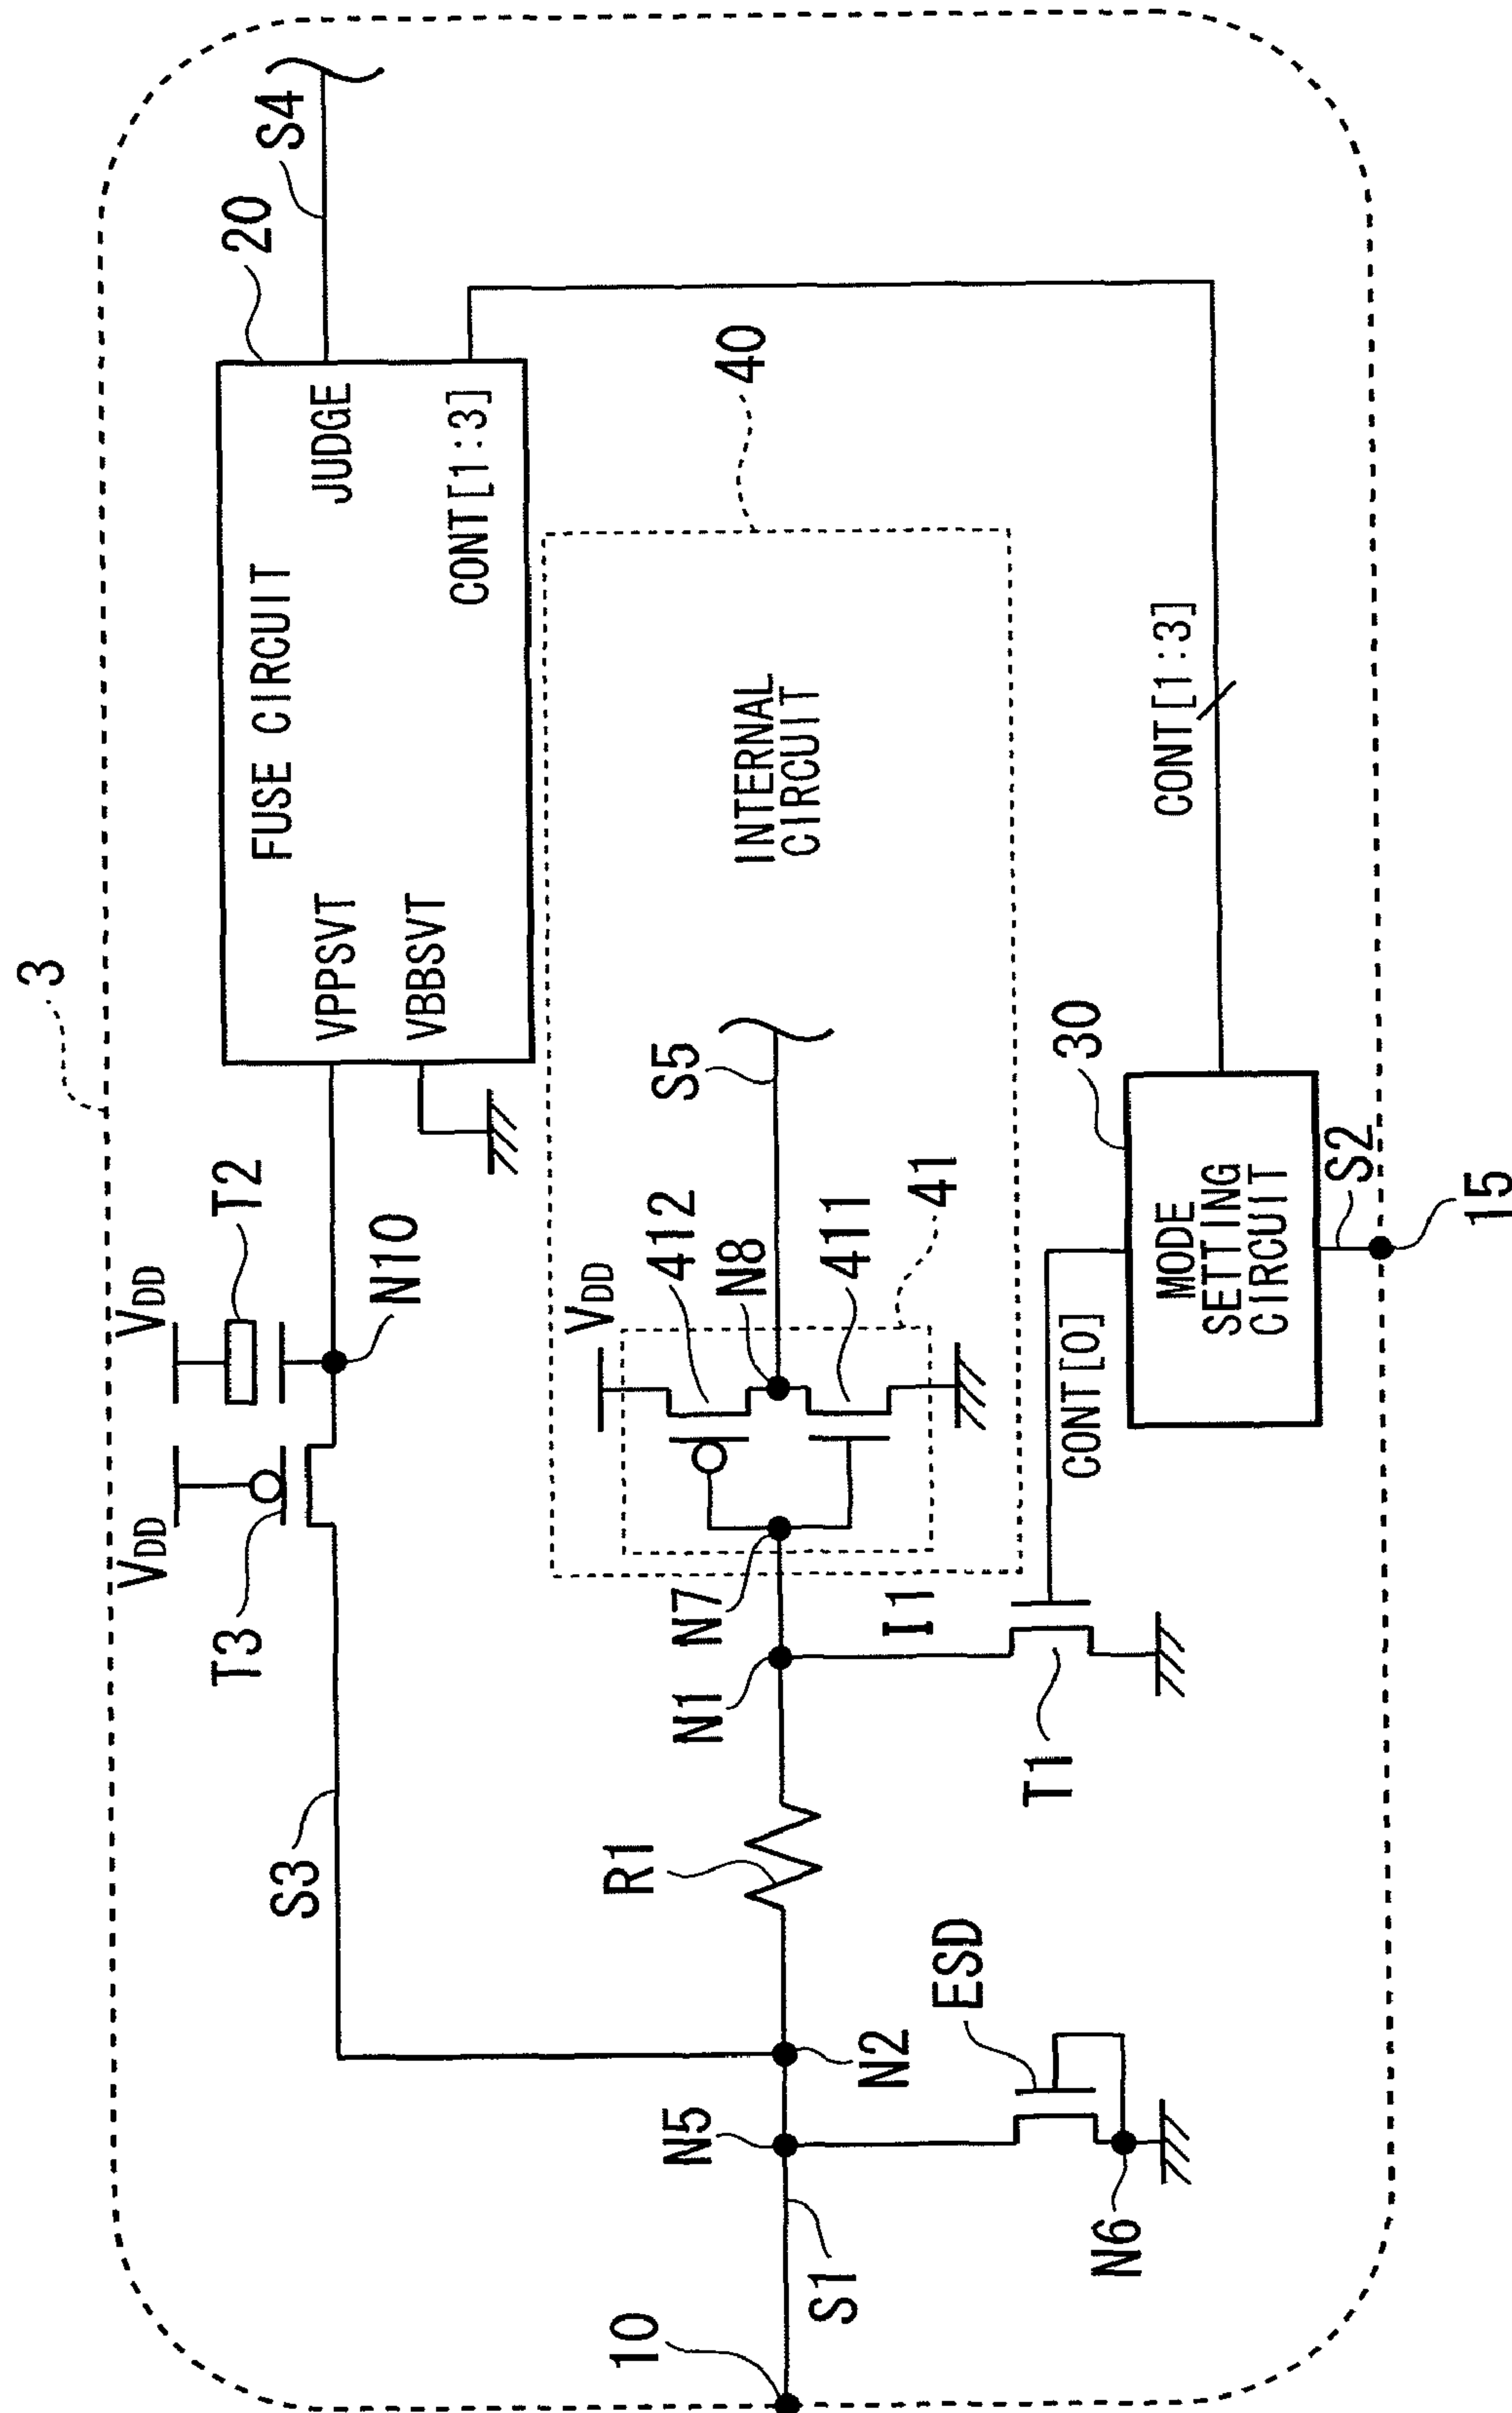 3
VDD
VDD
T2
T3
N10
S3
FUSE CIRCUIT
VPPSVT
VBBSVT
JUDGE
CONT[1:3]
20
S4
40
INTERNAL
CIRCUIT
VDD
412
N8
411
41
S5
N7
N1
I1
R1
T1
N2
N5
ESD
N6
S1
10
CONT[0]
30
MODE
SETTING
CIRCUIT
CONT[1:3]
S2
15